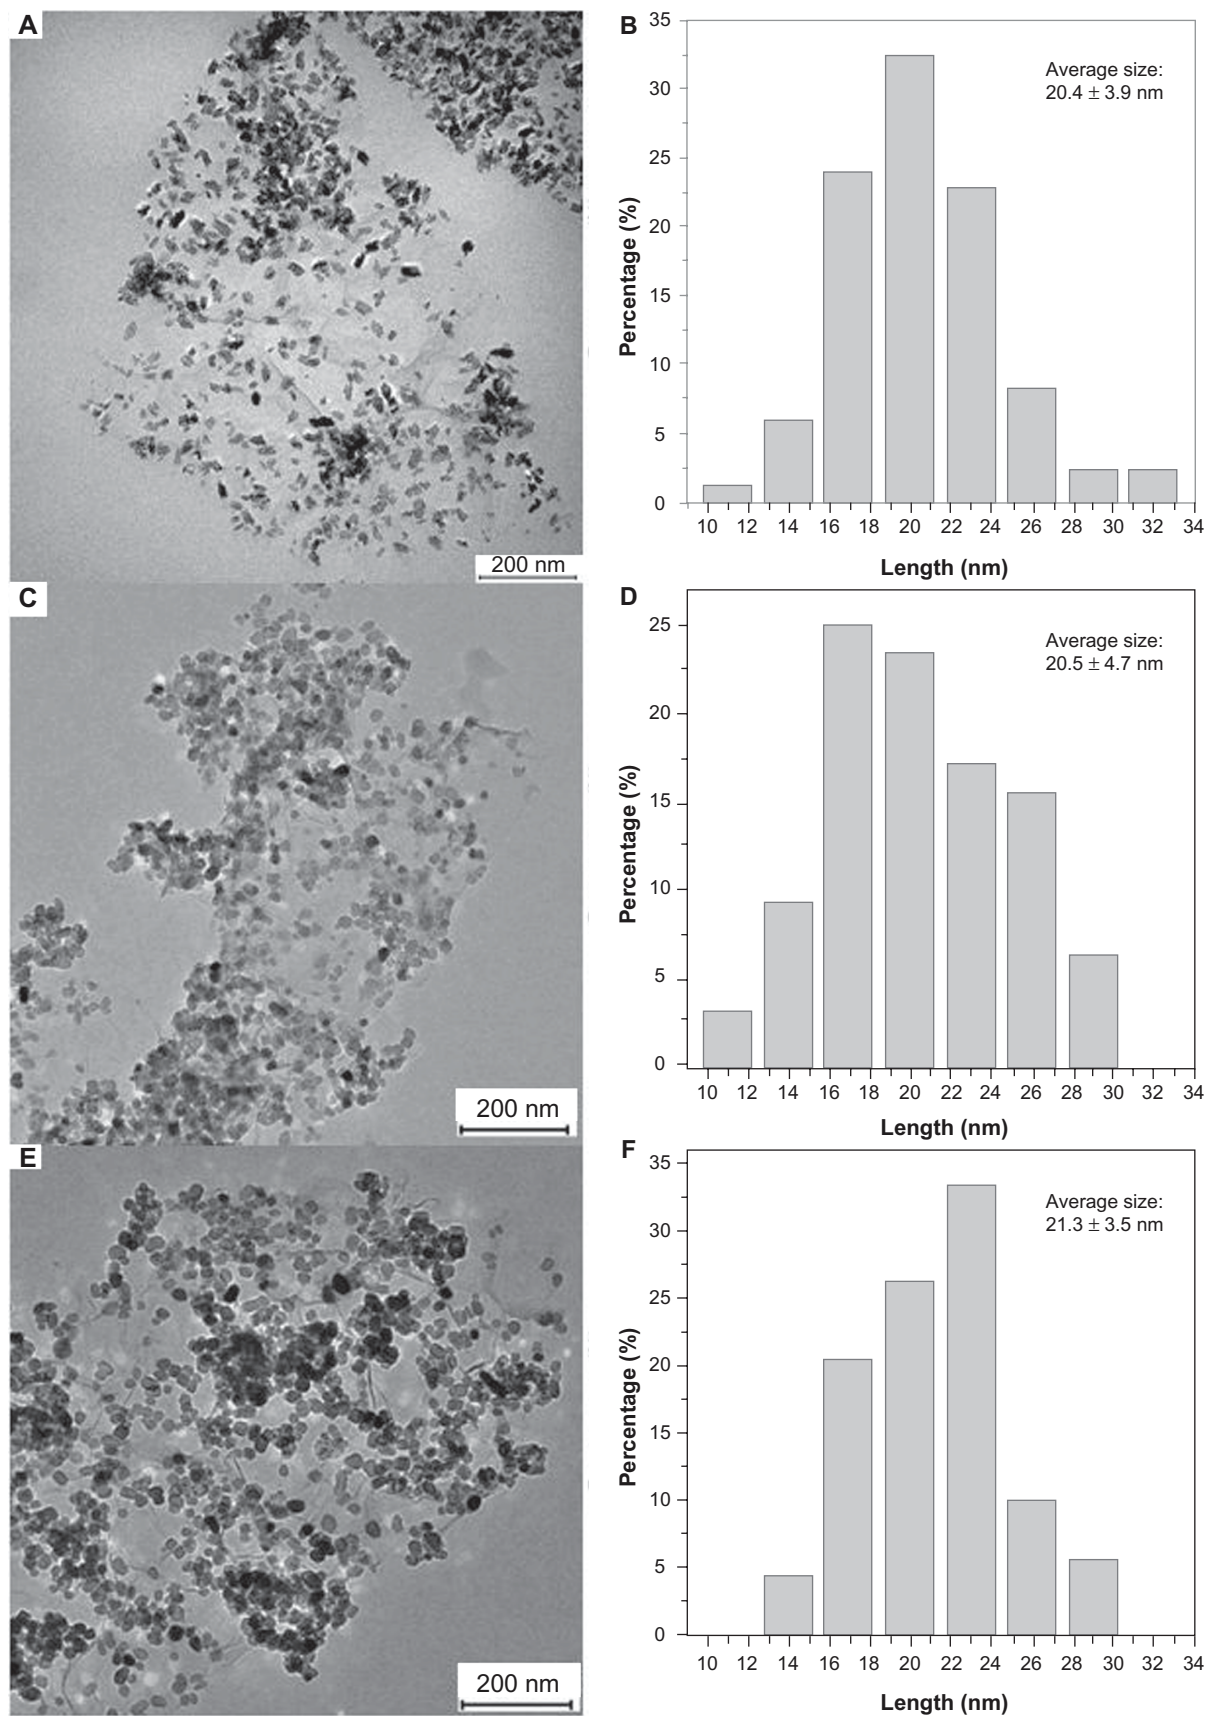 A
200 nm
B
35
30
25
20
15
10
5
0
Percentage (%)
Average size:
20.4 ± 3.9 nm
10 12 14 16 18 20 22 24 26 28 30 32 34
Length (nm)
C
200 nm
D
25
20
15
10
5
0
Percentage (%)
Average size:
20.5 ± 4.7 nm
10 12 14 16 18 20 22 24 26 28 30 32 34
Length (nm)
E
200 nm
F
35
30
25
20
15
10
5
0
Percentage (%)
Average size:
21.3 ± 3.5 nm
10 12 14 16 18 20 22 24 26 28 30 32 34
Length (nm)